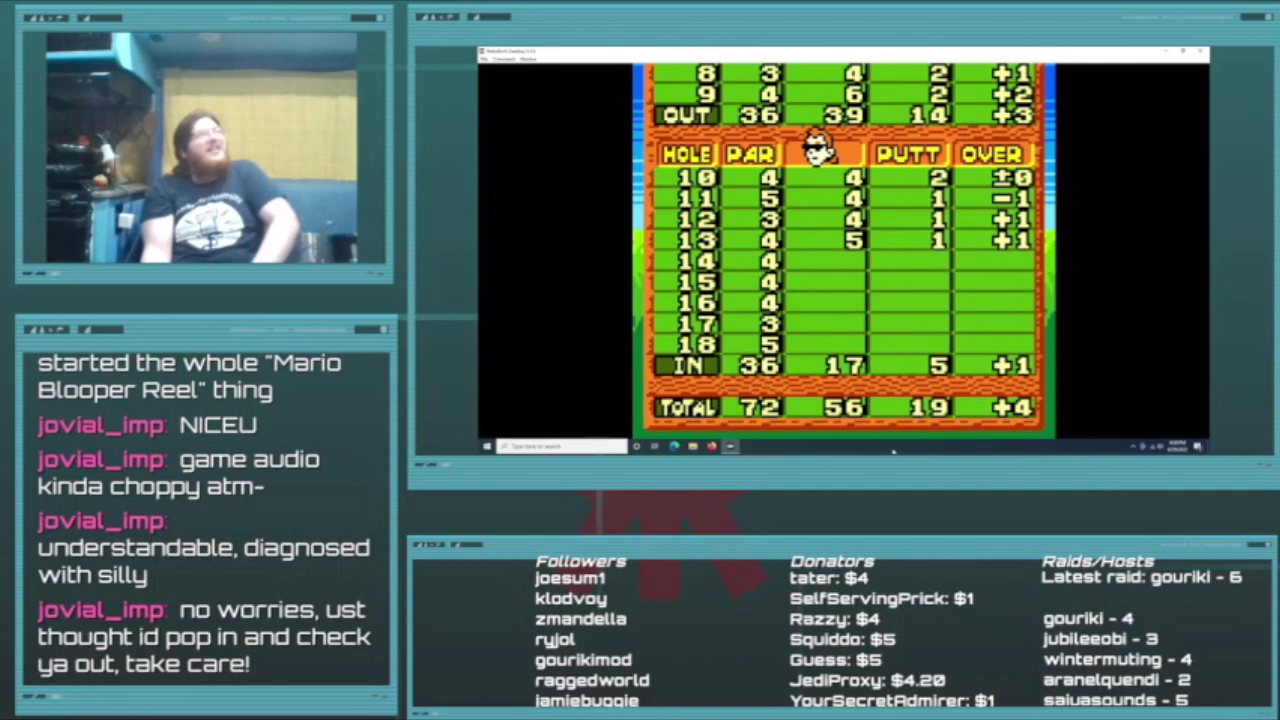 8 3 4 2 +1
9 4 6 2 +2
OUT 36 39 14 +3
HOLE PAR PUTT OVER
10 4 4 2 ±0
11 5 4 1 -1
12 3 4 1 +1
13 4 5 1 +1
14 4
15 4
16 4
17 3
18 5
IN 36 17 5 +1
TOTAL 72 56 19 +4
Type here to search
started the whole "Mario
Blooper Reel" thing
jovial_imp: NICEU
jovial_imp: game audio
kinda choppy atm-
jovial_imp:
understandable, diagnosed
with silly
jovial_imp: no worries, ust
thought id pop in and check
ya out, take care!
Followers
joesum1
klodvoy
zmandella
ryjol
gourikimod
raggedworld
jamiebuggie
Donators
tater: $4
SelfServingPrick: $1
Razzy: $4
Squiddo: $5
Guess: $5
JediProxy: $4.20
YourSecretAdmirer: $1
Raids/Hosts
Latest raid: gouriki - 6
gouriki - 4
jubileeobi - 3
wintermuting - 4
aranelquendi - 2
saiuasounds - 5